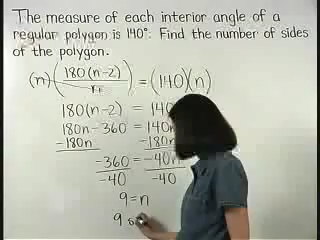 The measure of each interior angle of a
regular polygon is 140°. Find the number of sides
of the polygon.
(n)(180(n-2)/n) = (140)(n)
180(n-2) = 140
180n-360 = 140n
-180n -180n
-360 = -40n
-40 -40
9 = n
9 s